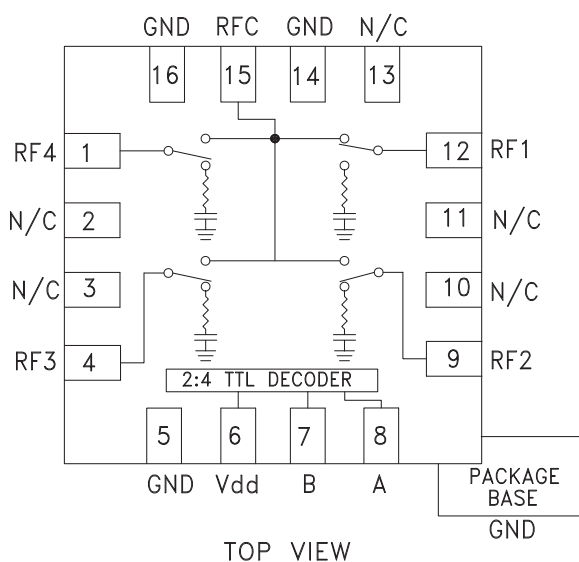 GND RFC GND N/C
16 15 14 13
RF4 1 12 RF1
N/C 2 11 N/C
N/C 3 10 N/C
RF3 4 9 RF2
2:4 TTL DECODER
5 6 7 8
GND Vdd B A
PACKAGE
BASE
GND
TOP VIEW